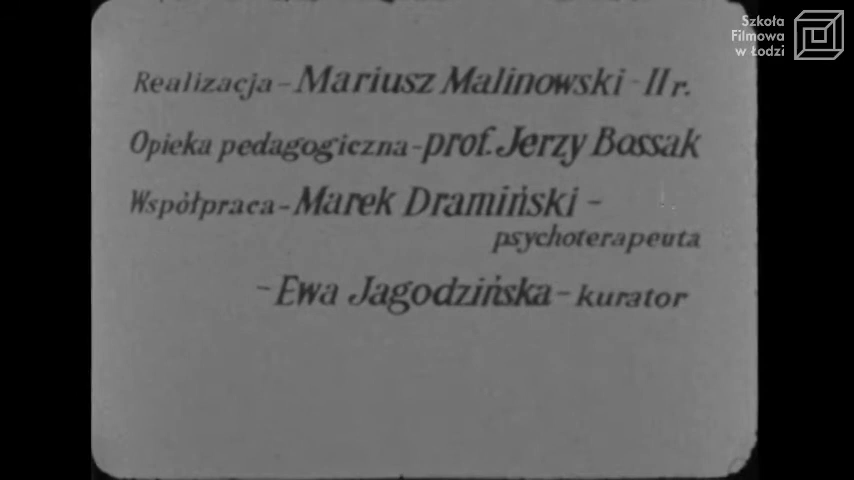 Szkoła
Filmowa
w Łodzi
Realizacja - Mariusz Malinowski - II r.
Opieka pedagogiczna - prof. Jerzy Bossak
Współpraca - Marek Dramiński -
psychoterapeuta
- Ewa Jagodzińska - kurator